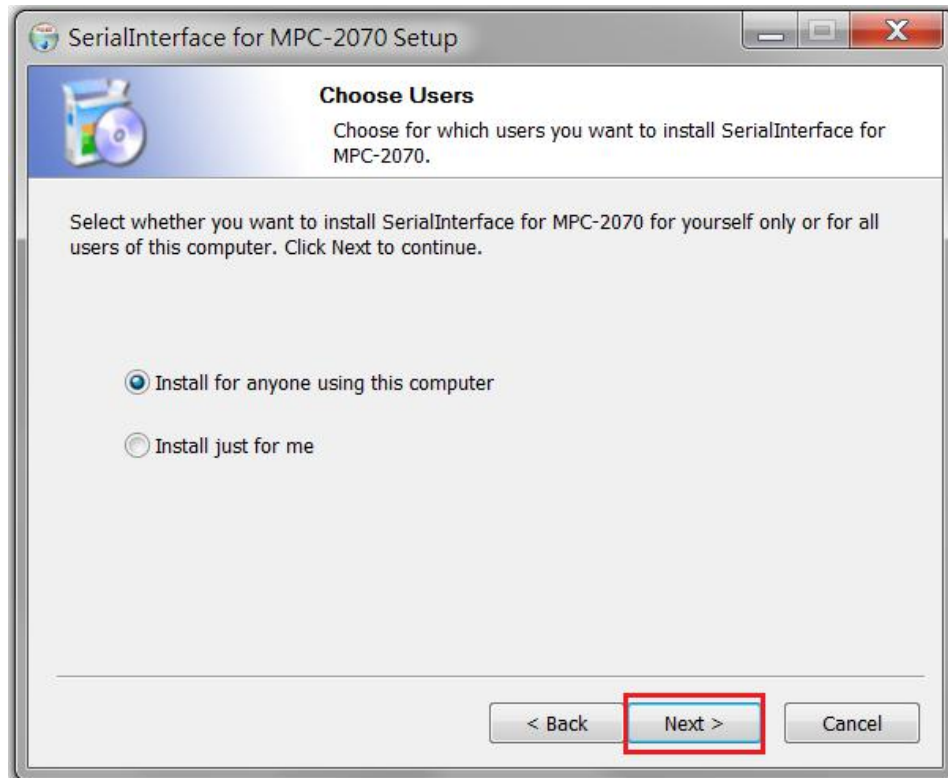 SerialInterface for MPC-2070 Setup
Choose Users
Choose for which users you want to install SerialInterface for
MPC-2070.
Select whether you want to install SerialInterface for MPC-2070 for yourself only or for all
users of this computer. Click Next to continue.
Install for anyone using this computer
Install just for me
< Back Next > Cancel